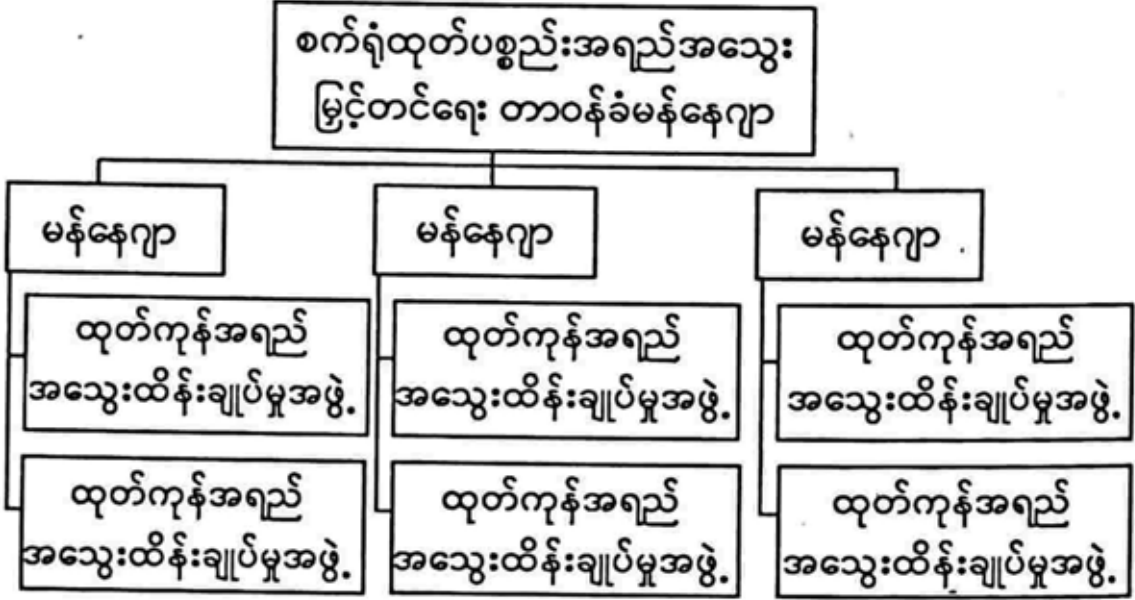 စက်ရုံထုတ်ပစ္စည်းအရည်အသွေး
မြှင့်တင်ရေး တာဝန်ခံမန်နေဂျာ
မန်နေဂျာ
မန်နေဂျာ
မန်နေဂျာ
ထုတ်ကုန်အရည်
အသွေးထိန်းချုပ်မှုအဖွဲ့
ထုတ်ကုန်အရည်
အသွေးထိန်းချုပ်မှုအဖွဲ့
ထုတ်ကုန်အရည်
အသွေးထိန်းချုပ်မှုအဖွဲ့
ထုတ်ကုန်အရည်
အသွေးထိန်းချုပ်မှုအဖွဲ့
ထုတ်ကုန်အရည်
အသွေးထိန်းချုပ်မှုအဖွဲ့
ထုတ်ကုန်အရည်
အသွေးထိန်းချုပ်မှုအဖွဲ့